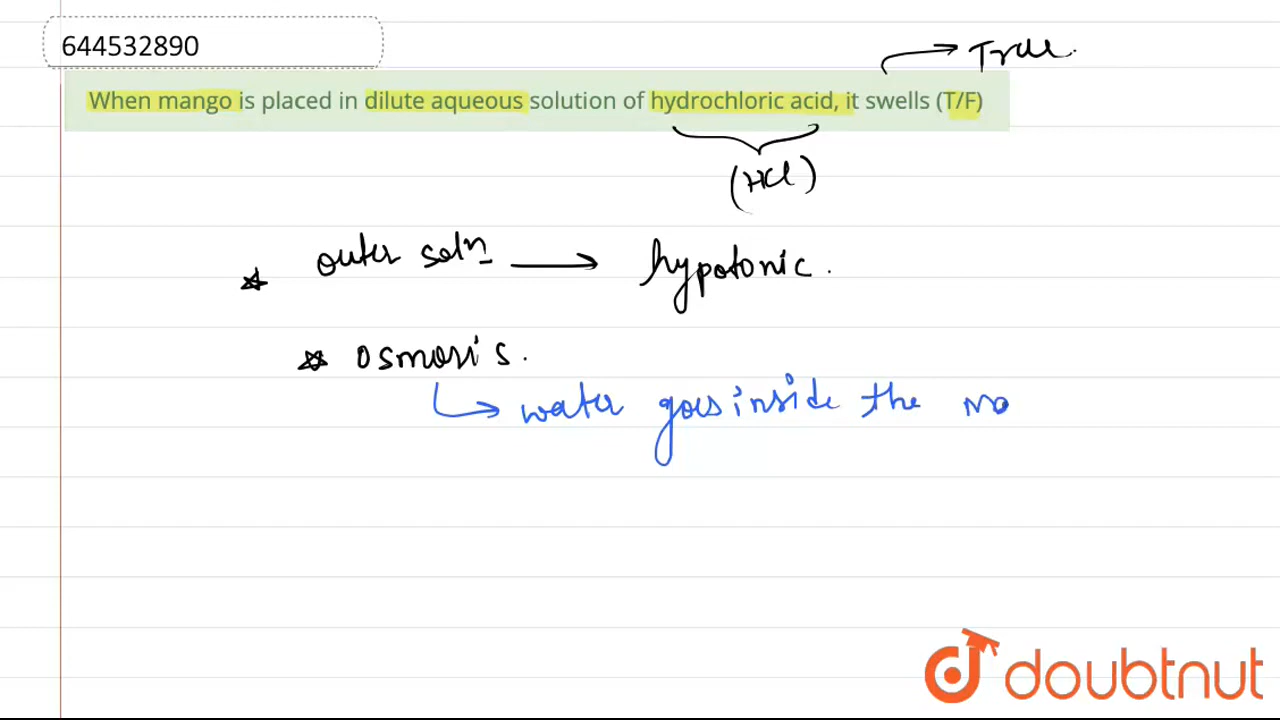 644532890
True.
When mango is placed in dilute aqueous solution of hydrochloric acid, it swells (T/F)
(HCl)
outer soln → hypotonic.
osmosis.
water goes inside the mo
doubtnut